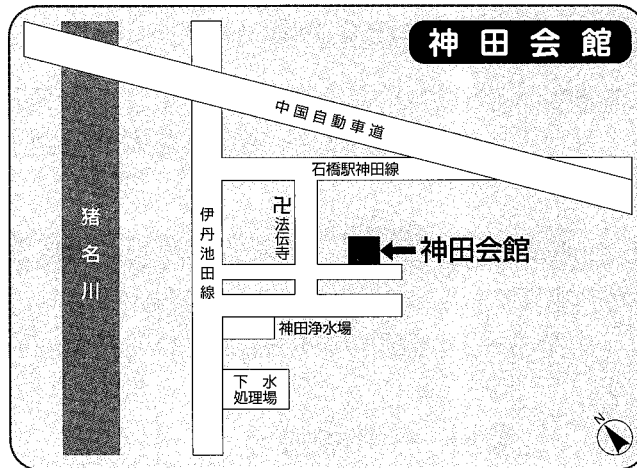 神田会館
中国自動車道
石橋駅神田線
猪名川
伊丹池田線
卍法伝寺
神田会館
神田浄水場
下水
処理場
N